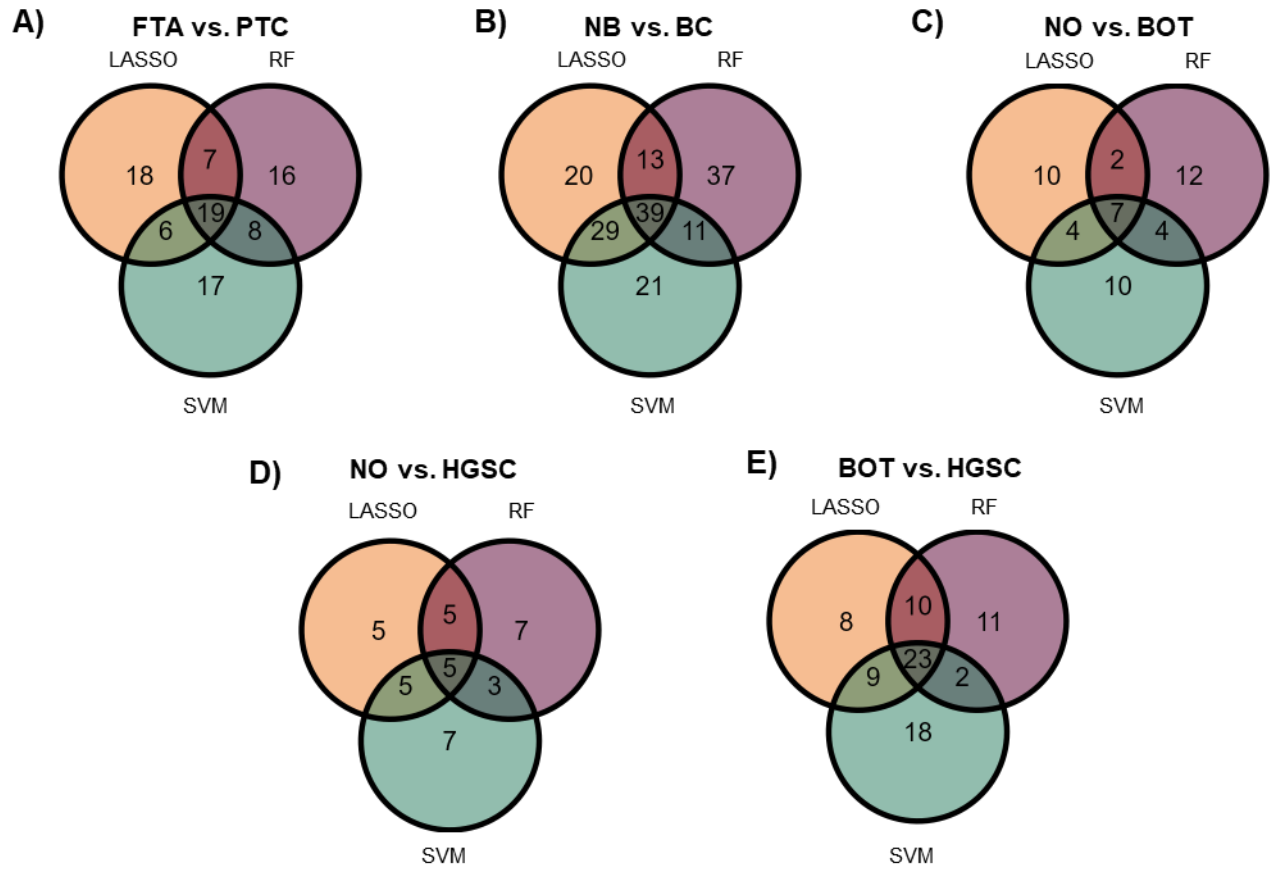 A) FTA vs. PTC
LASSO RF
18 7 16
19
6 8
17
SVM
B) NB vs. BC
LASSO RF
20 13 37
39
29 11
21
SVM
C) NO vs. BOT
LASSO RF
10 2 12
7
4 4
10
SVM
D) NO vs. HGSC
LASSO RF
5 5 7
5
5 3
7
SVM
E) BOT vs. HGSC
LASSO RF
8 10 11
23
9 2
18
SVM